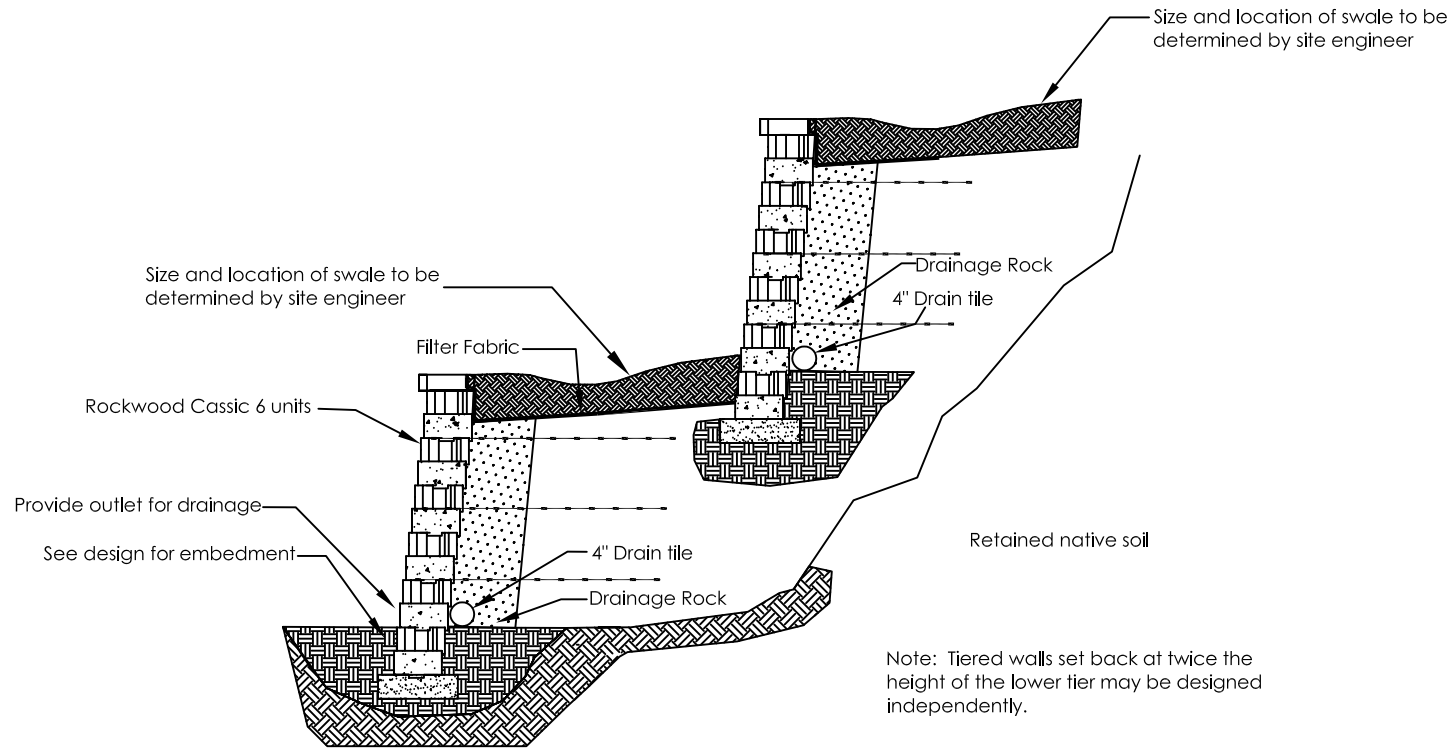 Size and location of swale to be
determined by site engineer
Size and location of swale to be
determined by site engineer
Drainage Rock
4" Drain tile
Filter Fabric
Rockwood Cassic 6 units
Provide outlet for drainage
See design for embedment
4" Drain tile
Drainage Rock
Retained native soil
Note: Tiered walls set back at twice the
height of the lower tier may be designed
independently.